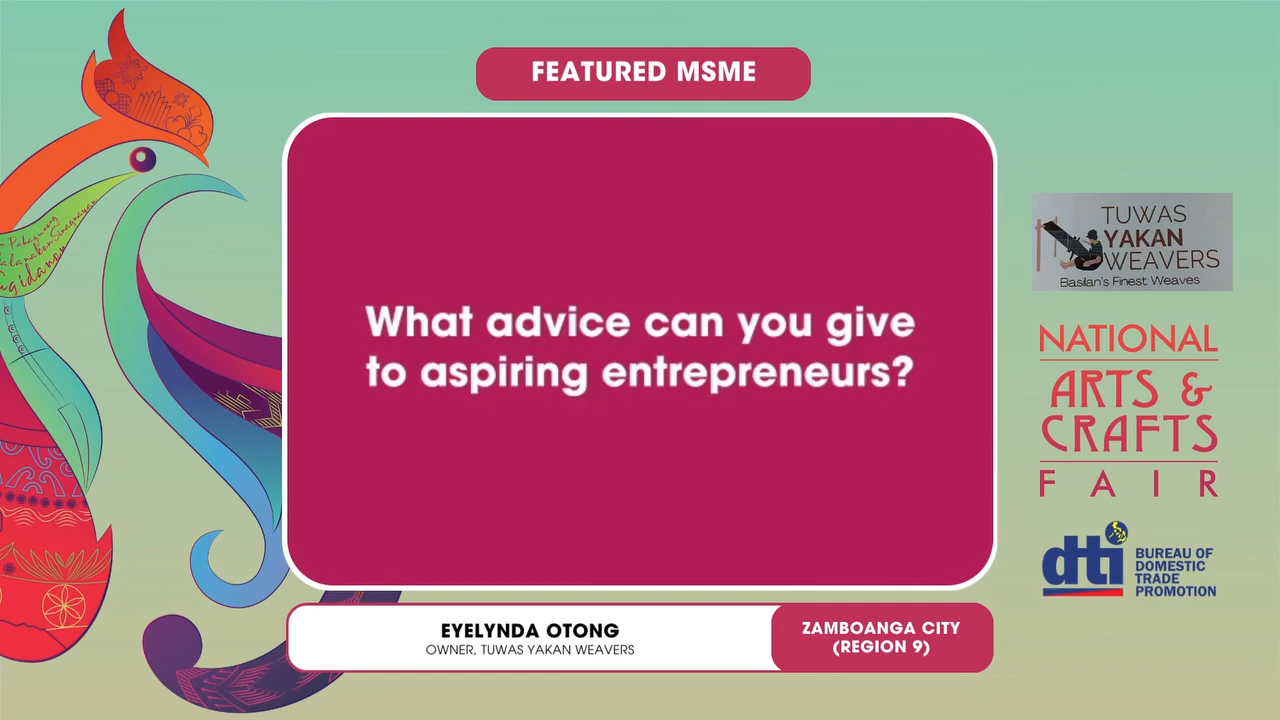 FEATURED MSME
What advice can you give
to aspiring entrepreneurs?
EYELYNDA OTONG
OWNER, TUWAS YAKAN WEAVERS
ZAMBOANGA CITY
(REGION 9)
TUWAS
YAKAN
WEAVERS
Basilan's Finest Weaves
NATIONAL
ARTS &
CRAFTS
FAIR
dti
BUREAU OF
DOMESTIC
TRADE
PROMOTION